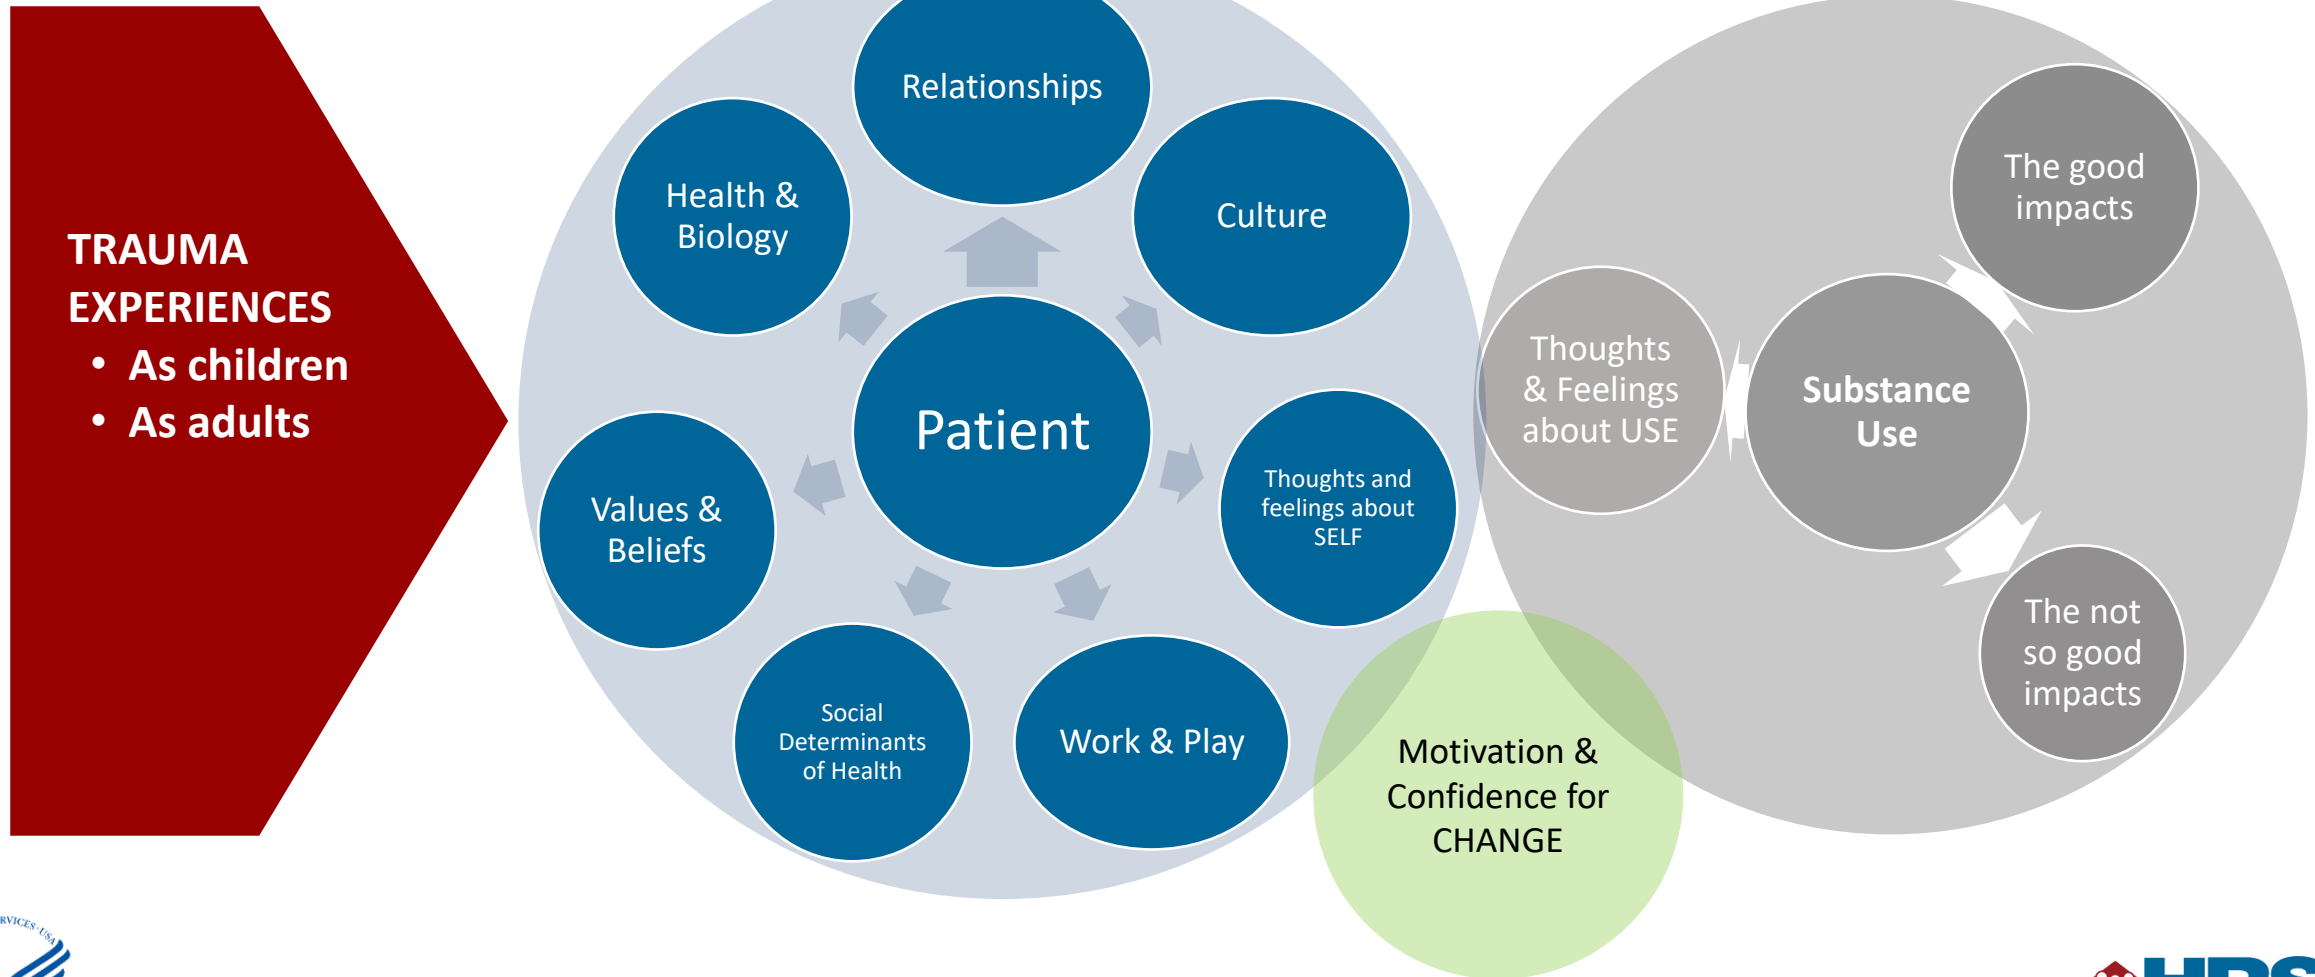 TRAUMA
EXPERIENCES
• As children
• As adults
Relationships
Health &
Biology
Culture
Patient
Values &
Beliefs
Thoughts and
feelings about
SELF
Social
Determinants
of Health
Work & Play
Motivation &
Confidence for
CHANGE
Thoughts
& Feelings
about USE
Substance
Use
The good
impacts
The not
so good
impacts
USA